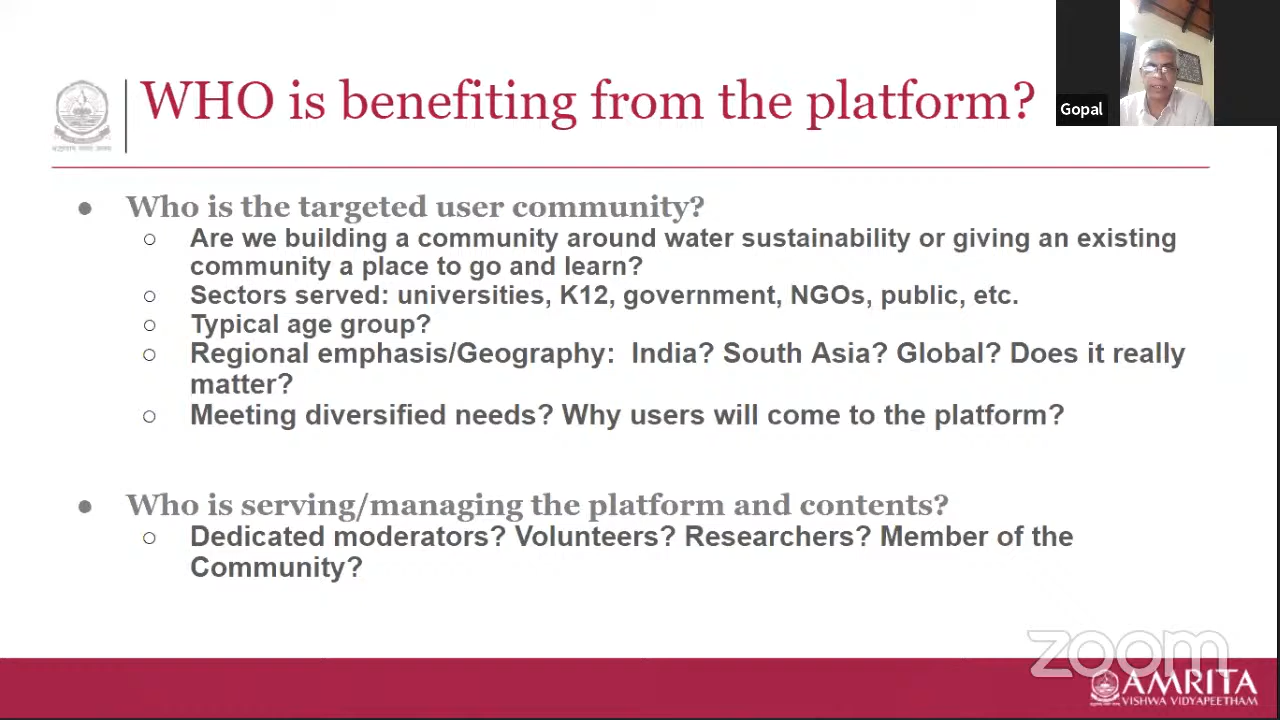 WHO is benefiting from the platform?
Gopal
● Who is the targeted user community?
○ Are we building a community around water sustainability or giving an existing
community a place to go and learn?
○ Sectors served: universities, K12, government, NGOs, public, etc.
○ Typical age group?
○ Regional emphasis/Geography: India? South Asia? Global? Does it really
matter?
○ Meeting diversified needs? Why users will come to the platform?
● Who is serving/managing the platform and contents?
○ Dedicated moderators? Volunteers? Researchers? Member of the
Community?
zoom
AMRITA
VISHWA VIDYAPEETHAM